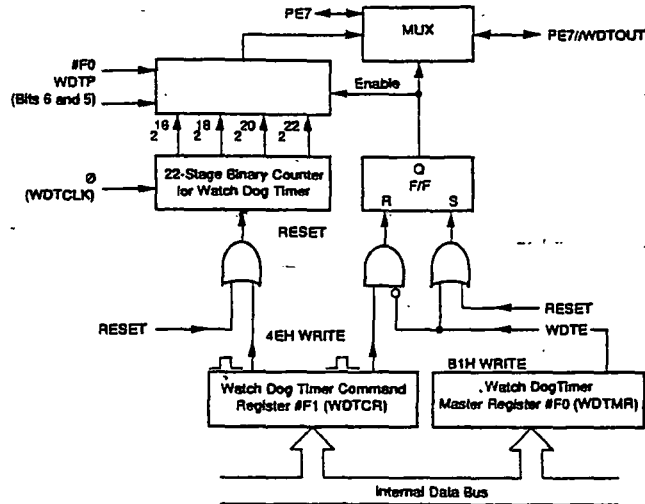 PE7
MUX
PE7//WDTOUT
#F0
WDTP
(Bits 6 and 5)
Enable
2^16 2^18 2^20 2^22
22-Stage Binary Counter
for Watch Dog Timer
Ø
(WDTCLK)
Q
F/F
R S
RESET
RESET
RESET
WDTE
4EH WRITE
B1H WRITE
Watch Dog Timer Command
Register #F1 (WDTCR)
Watch DogTimer
Master Register #F0 (WDTMR)
Internal Data Bus